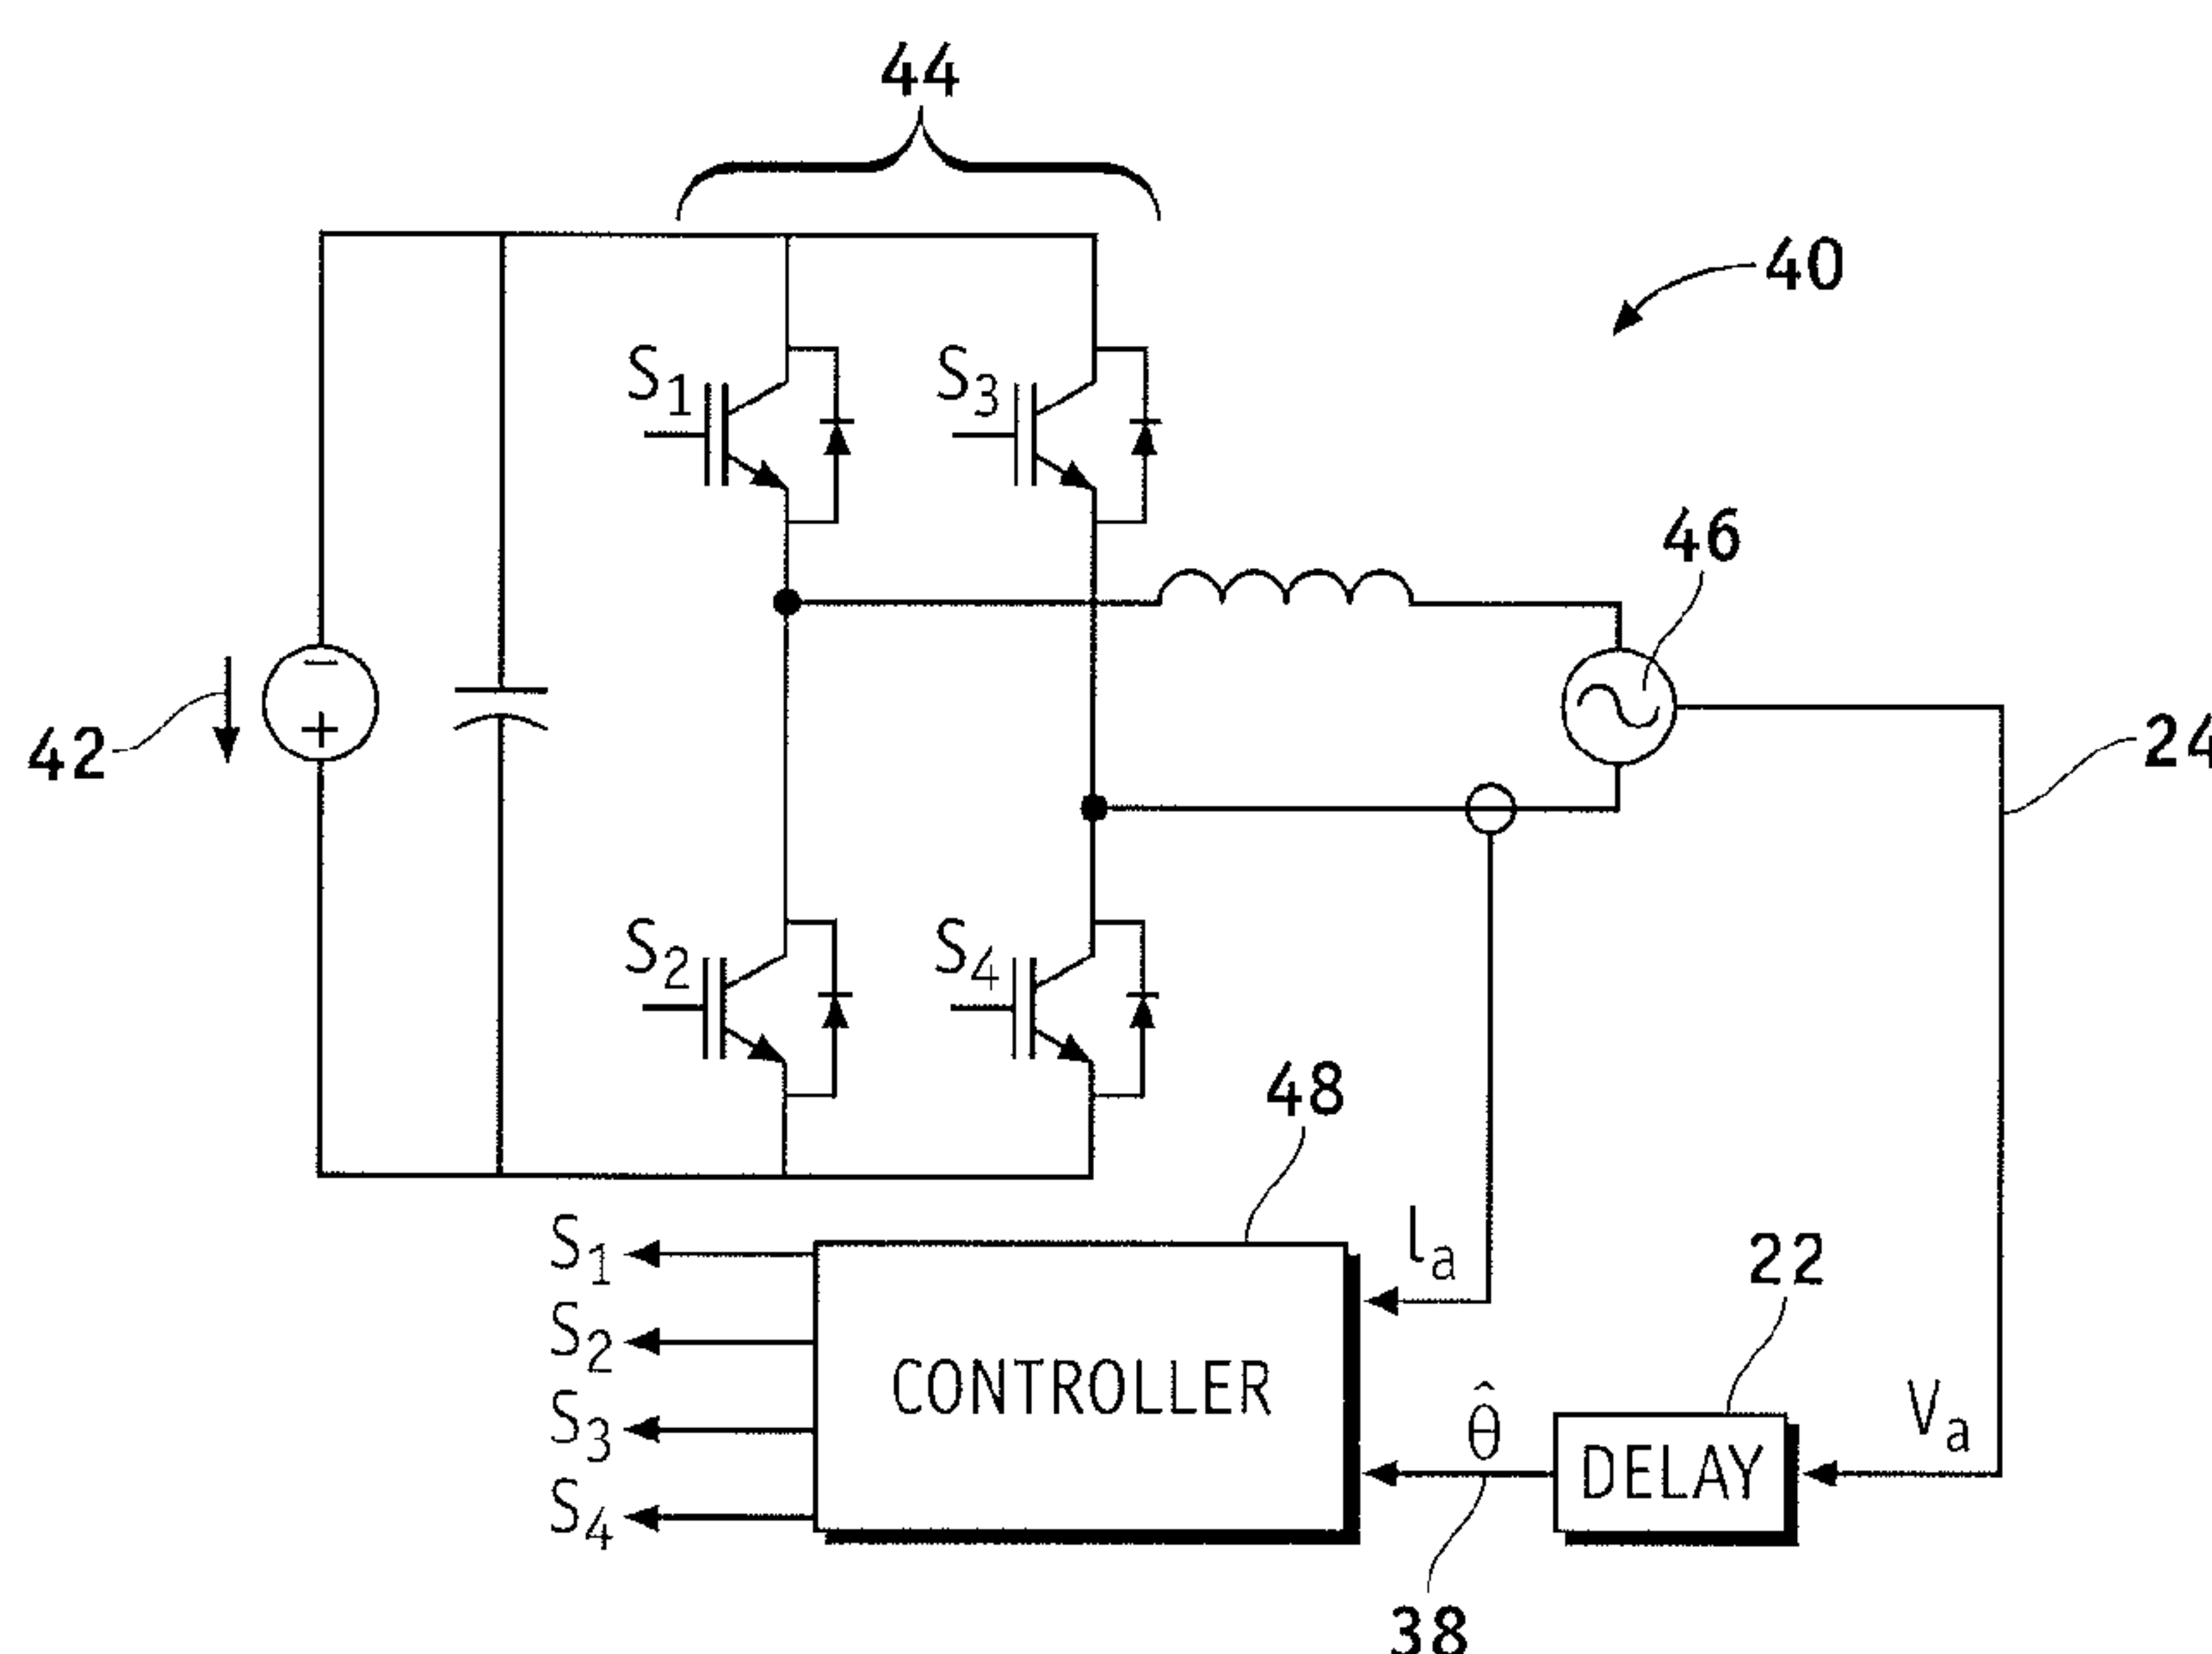 44
40
S1
S3
46
−
+
42
24
S2
S4
48
Ia
22
S1
S2
S3
S4
CONTROLLER
θ̂
DELAY
Va
38